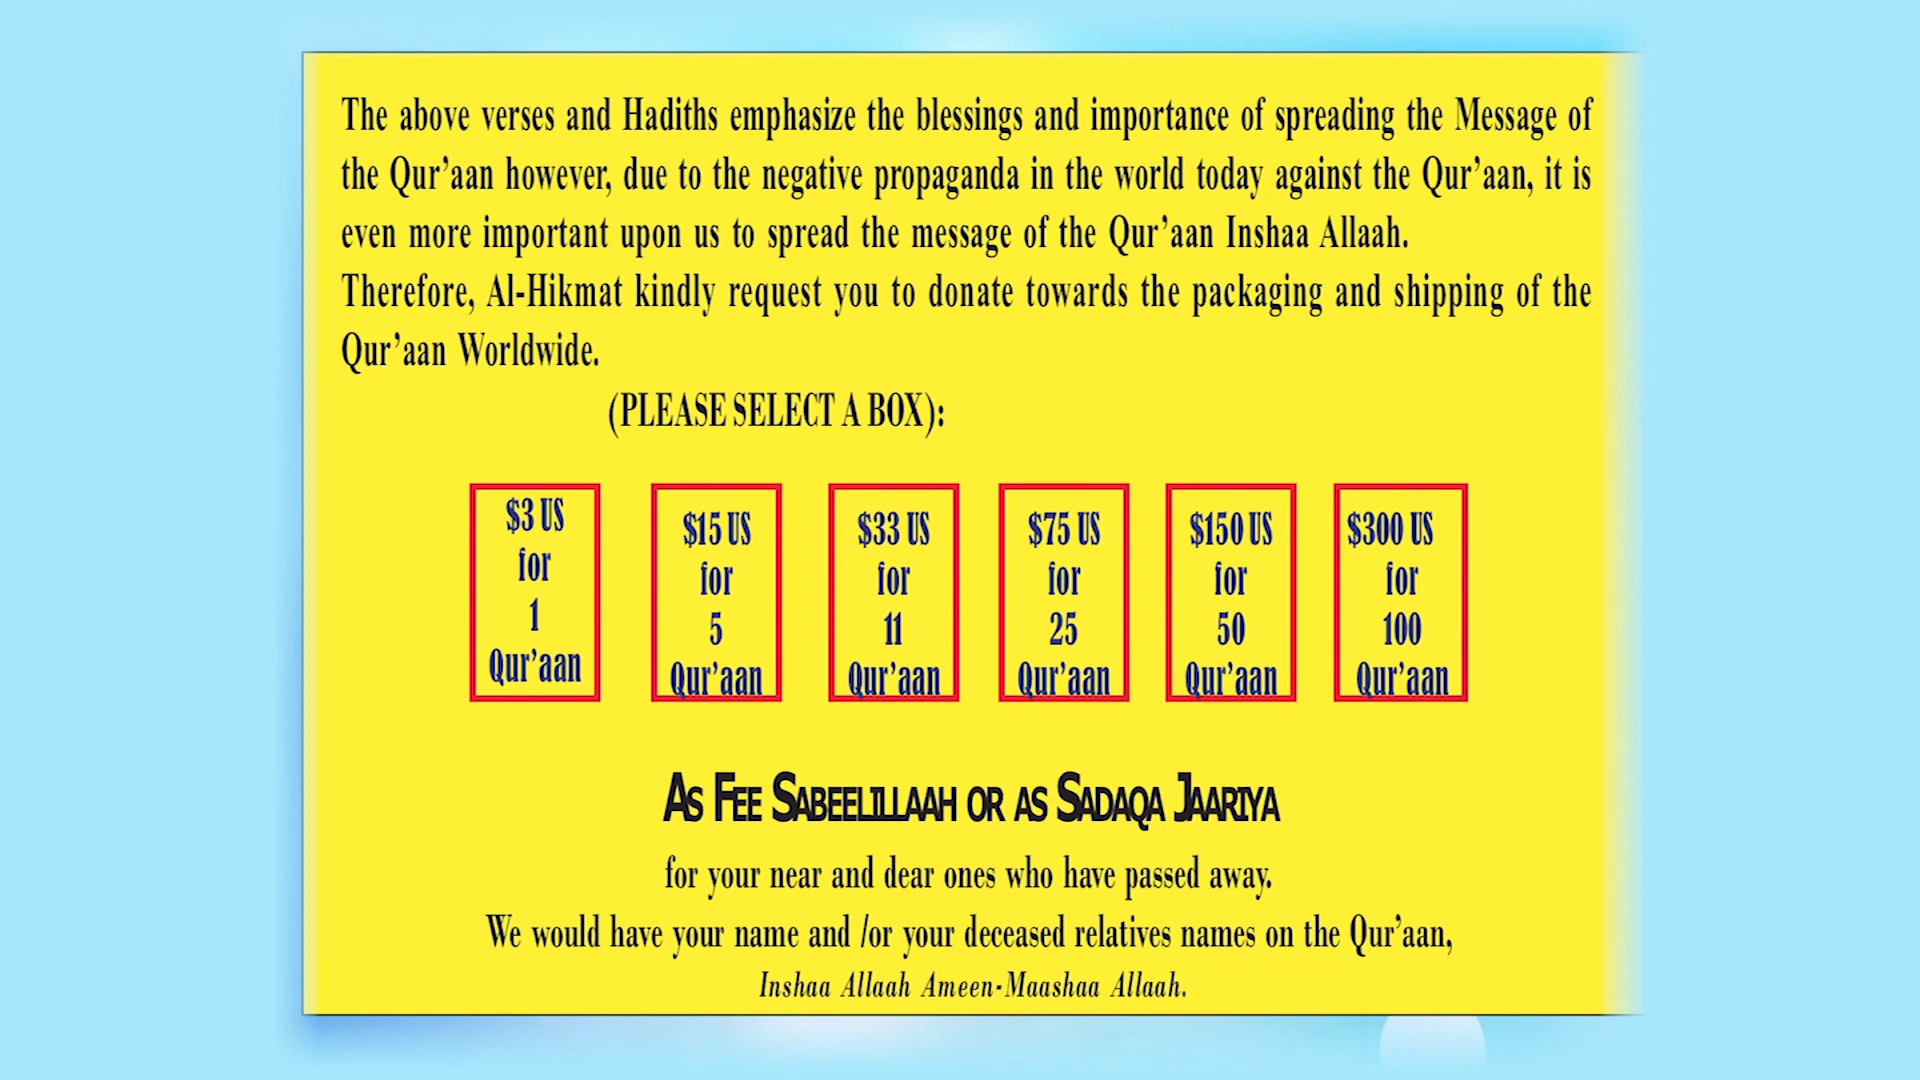 The above verses and Hadiths emphasize the blessings and importance of spreading the Message of
the Qur’aan however, due to the negative propaganda in the world today against the Qur’aan, it is
even more important upon us to spread the message of the Qur’aan Inshaa Allaah.
Therefore, Al-Hikmat kindly request you to donate towards the packaging and shipping of the
Qur’aan Worldwide.
(PLEASE SELECT A BOX):
$3 US
for
1
Qur’aan
$15 US
for
5
Qur’aan
$33 US
for
11
Qur’aan
$75 US
for
25
Qur’aan
$150 US
for
50
Qur’aan
$300 US
for
100
Qur’aan
AS FEE SABEELILLAAH OR AS SADAQA JAARIYA
for your near and dear ones who have passed away.
We would have your name and /or your deceased relatives names on the Qur’aan,
Inshaa Allaah Ameen-Maashaa Allaah.